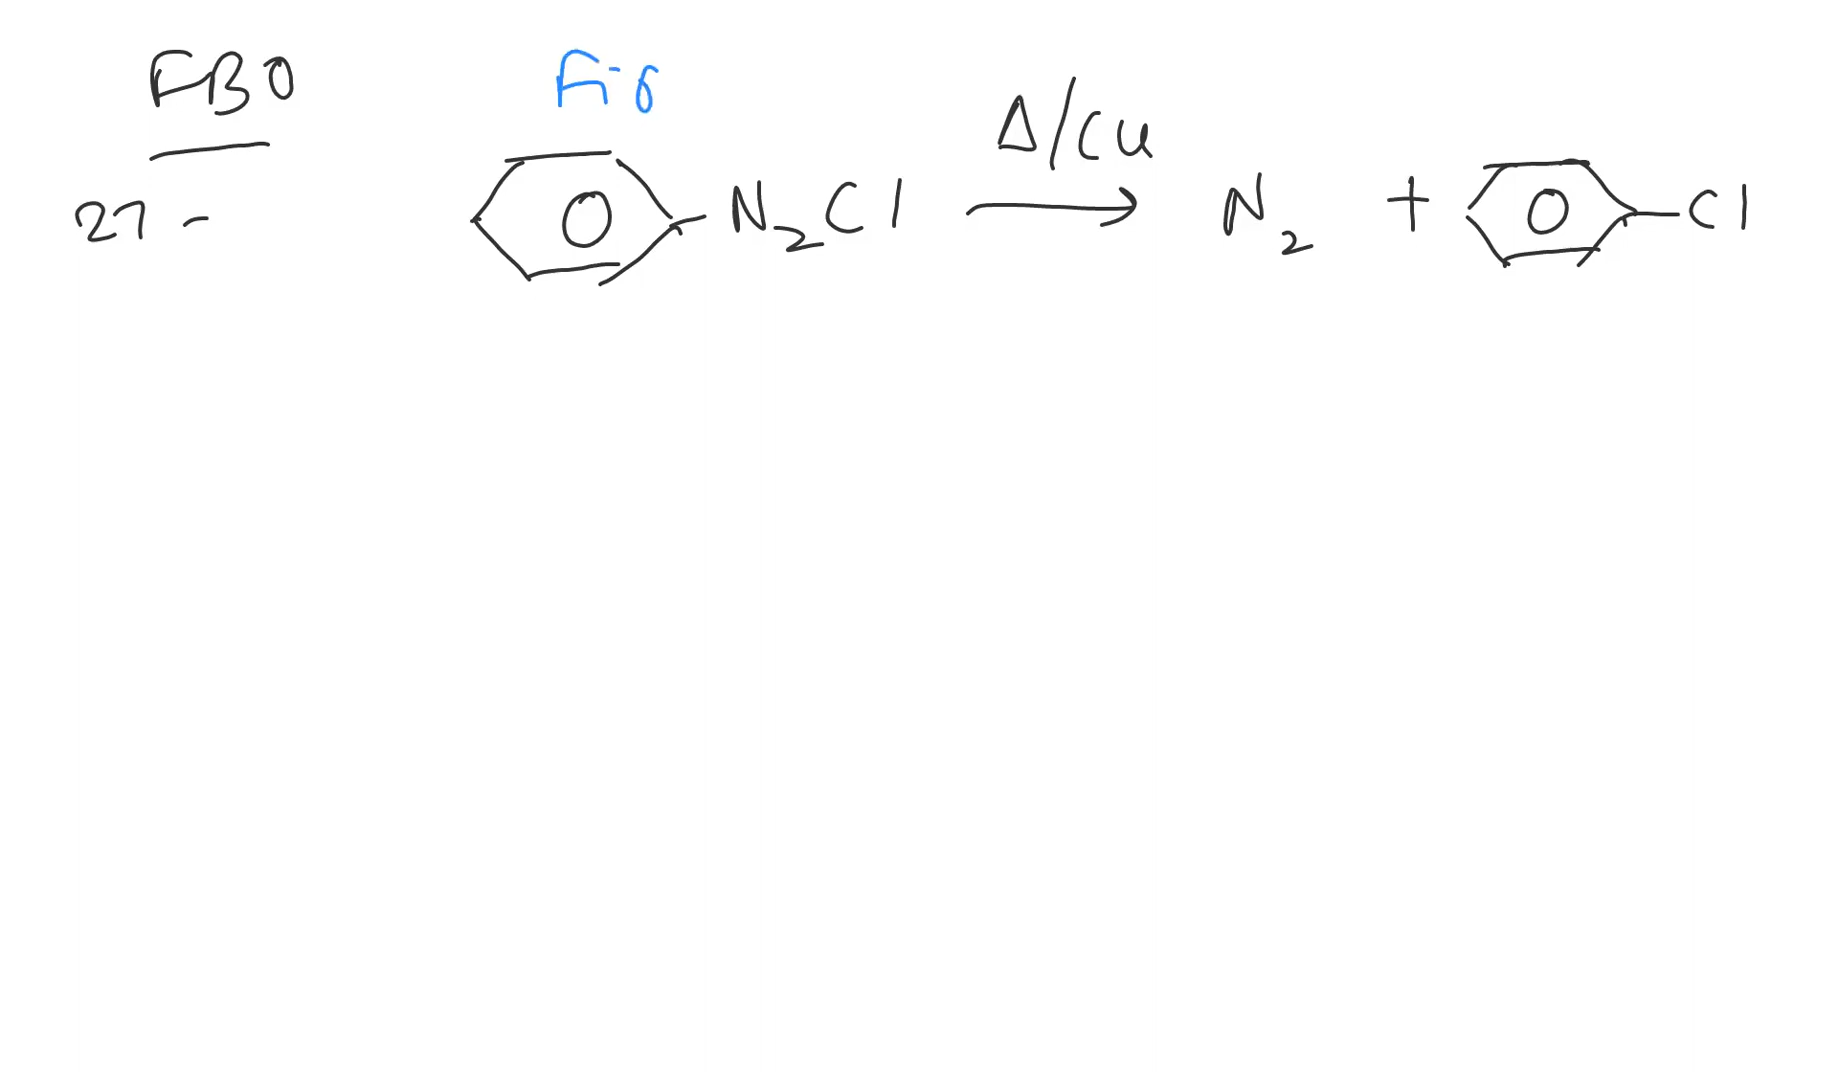 FBO Fig
Δ/Cu
27 - N₂Cl → N₂ + Cl